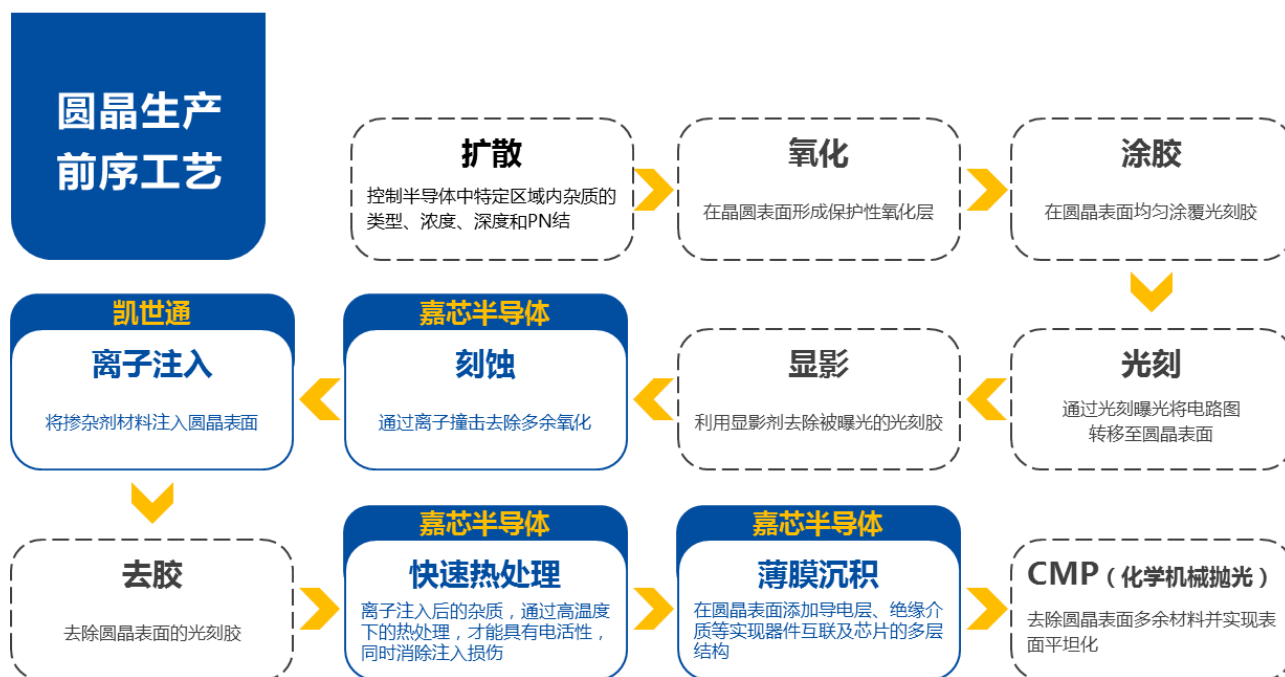 圆晶生产
前序工艺
扩散
控制半导体中特定区域内杂质的
类型、浓度、深度和PN结
氧化
在晶圆表面形成保护性氧化层
涂胶
在圆晶表面均匀涂覆光刻胶
光刻
通过光刻曝光将电路图
转移至圆晶表面
显影
利用显影剂去除被曝光的光刻胶
嘉芯半导体
刻蚀
通过离子撞击去除多余氧化
凯世通
离子注入
将掺杂剂材料注入圆晶表面
去胶
去除圆晶表面的光刻胶
嘉芯半导体
快速热处理
离子注入后的杂质，通过高温度
下的热处理，才能具有电活性，
同时消除注入损伤
嘉芯半导体
薄膜沉积
在圆晶表面添加导电层、绝缘介
质等实现器件互联及芯片的多层
结构
CMP（化学机械抛光）
去除圆晶表面多余材料并实现表
面平坦化